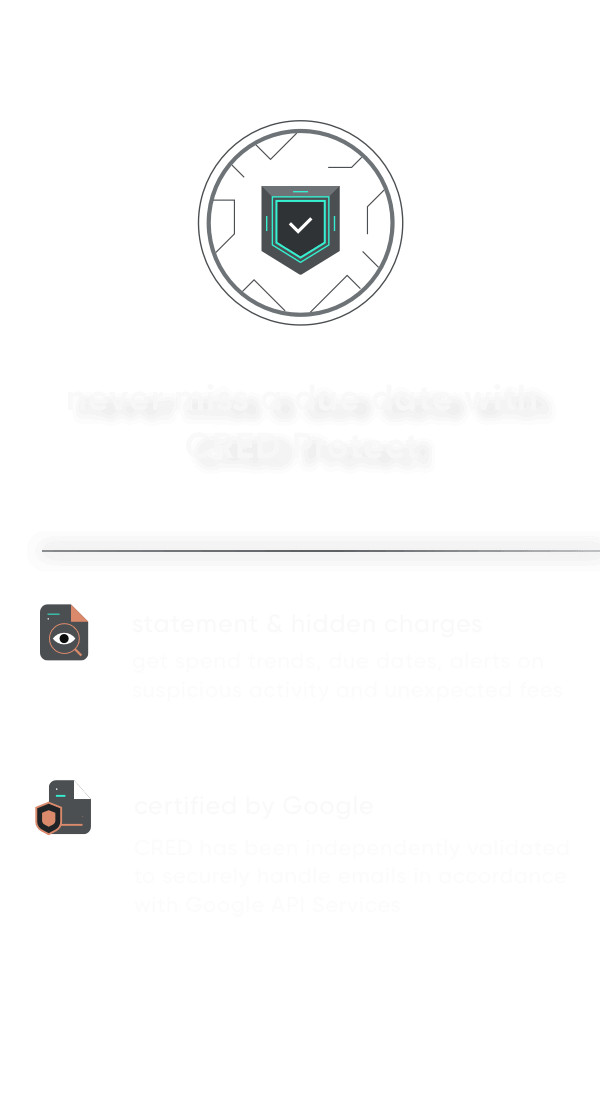 never miss a due date with
CRED Protect
statement & hidden charges
get spend trends, due dates, alerts on
suspicious activity and unexpected fees
certified by Google
CRED has been independently validated
to securely handle emails in accordance
with Google API Services